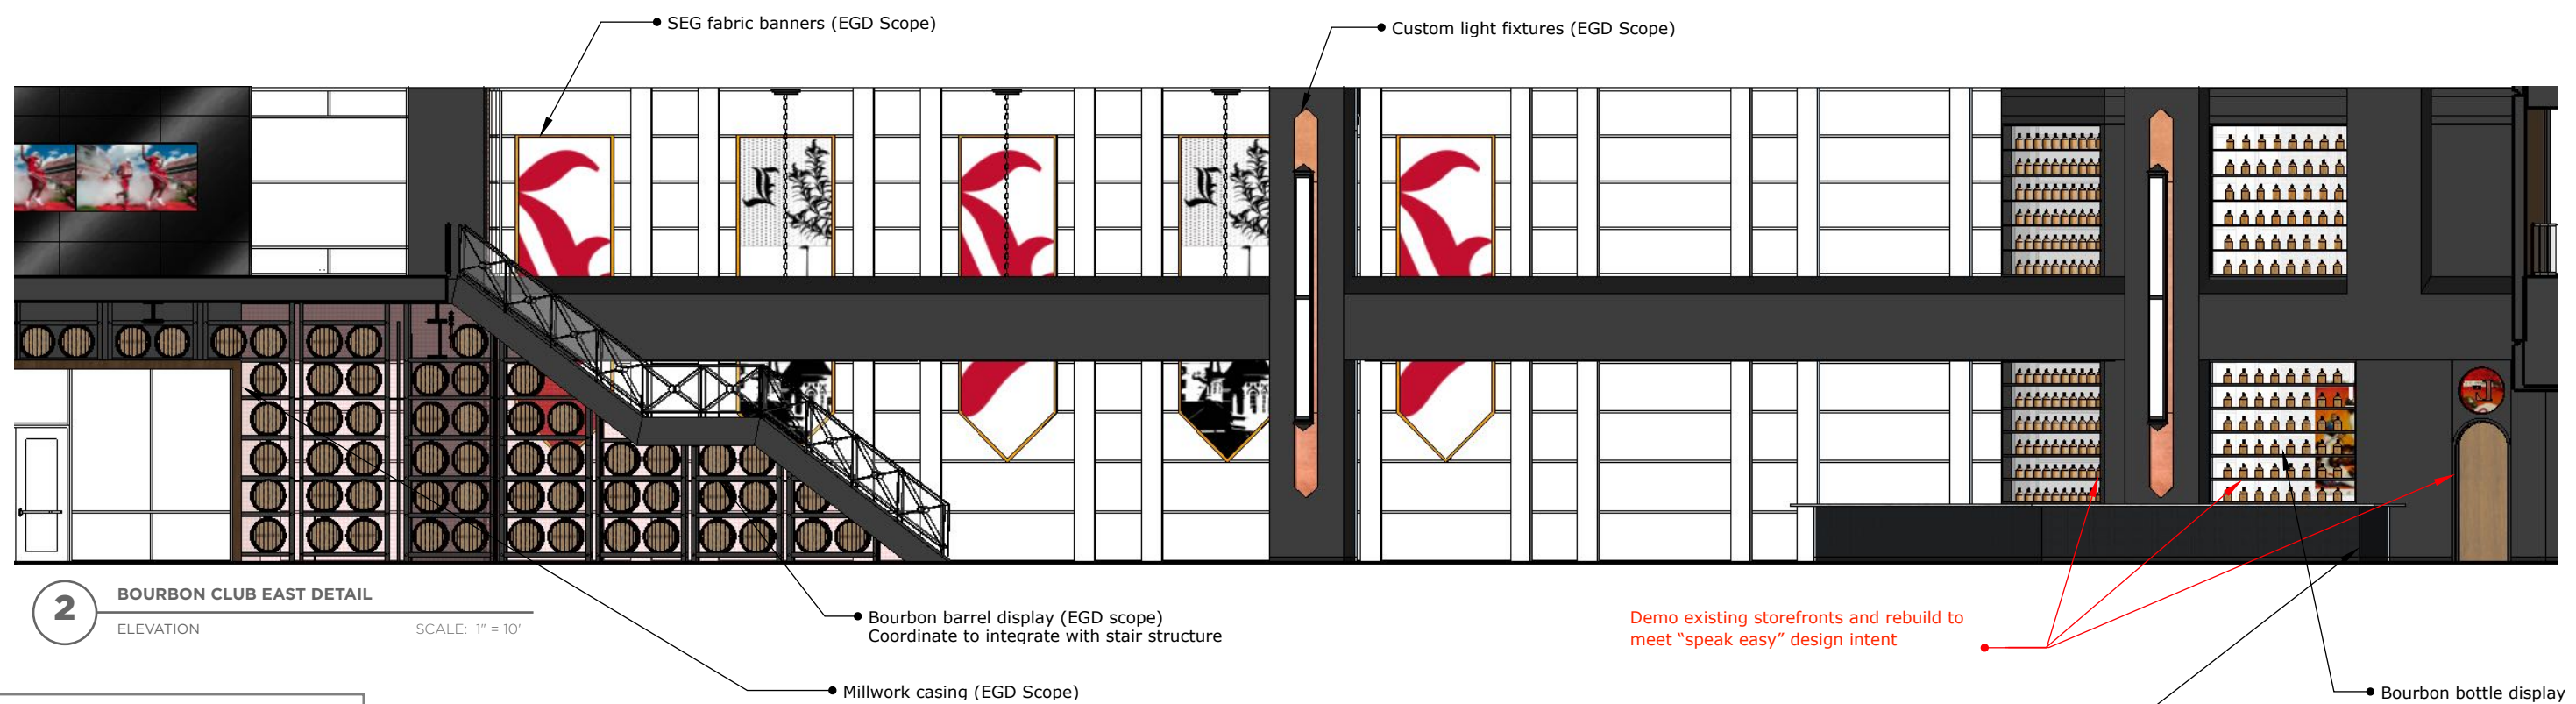 SEG fabric banners (EGD Scope)
Custom light fixtures (EGD Scope)
2
BOURBON CLUB EAST DETAIL
ELEVATION
SCALE: 1" = 10'
Bourbon barrel display (EGD scope)
Coordinate to integrate with stair structure
Millwork casing (EGD Scope)
Demo existing storefronts and rebuild to
meet “speak easy” design intent
Bourbon bottle display